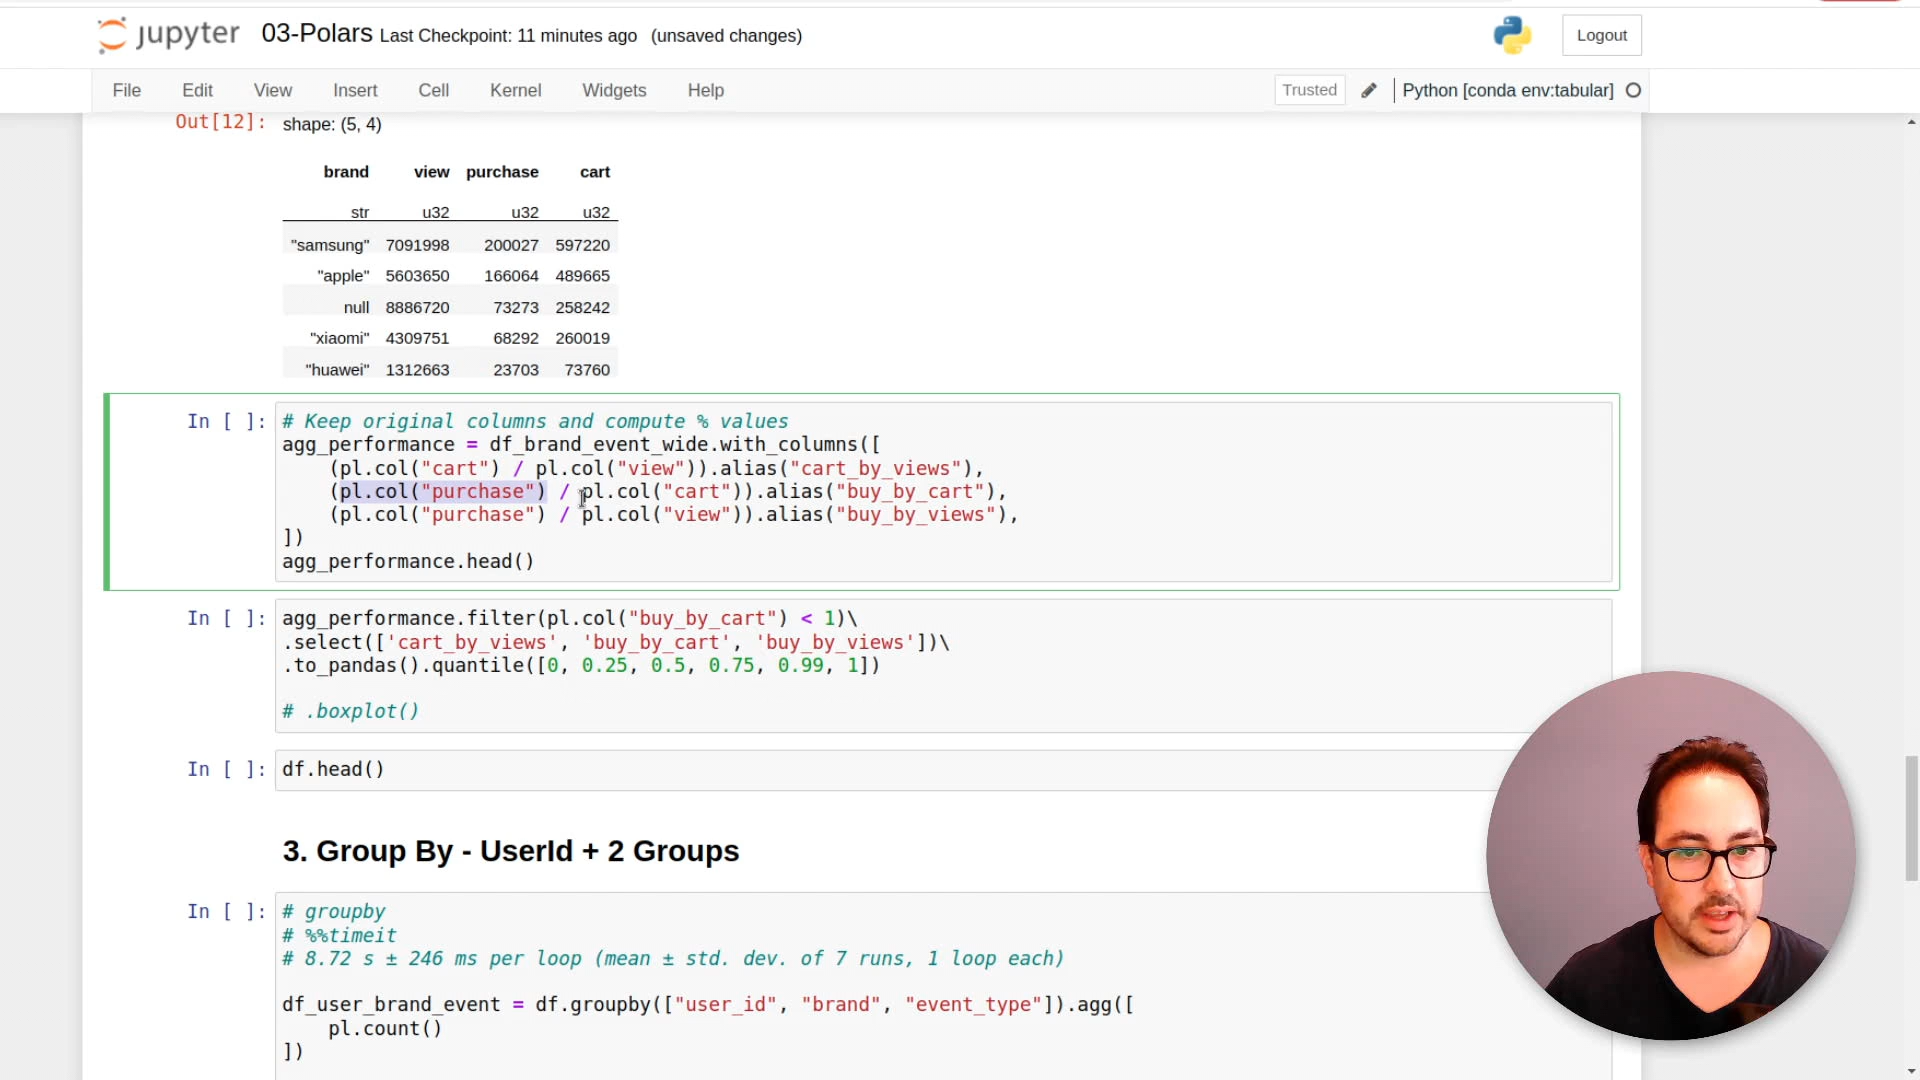 jupyter 03-Polars Last Checkpoint: 11 minutes ago (unsaved changes) Logout
File Edit View Insert Cell Kernel Widgets Help Trusted Python [conda env:tabular]
Out[12]: shape: (5, 4)
brand view purchase cart
str u32 u32 u32
"samsung" 7091998 200027 597220
"apple" 5603650 166064 489665
null 8886720 73273 258242
"xiaomi" 4309751 68292 260019
"huawei" 1312663 23703 73760
In [ ]: # Keep original columns and compute % values
agg_performance = df_brand_event_wide.with_columns([
(pl.col("cart") / pl.col("view")).alias("cart_by_views"),
(pl.col("purchase") / pl.col("cart")).alias("buy_by_cart"),
(pl.col("purchase") / pl.col("view")).alias("buy_by_views"),
])
agg_performance.head()
In [ ]: agg_performance.filter(pl.col("buy_by_cart") < 1)\
.select(['cart_by_views', 'buy_by_cart', 'buy_by_views'])\
.to_pandas().quantile([0, 0.25, 0.5, 0.75, 0.99, 1])
# .boxplot()
In [ ]: df.head()
3. Group By - UserId + 2 Groups
In [ ]: # groupby
# %%timeit
# 8.72 s ± 246 ms per loop (mean ± std. dev. of 7 runs, 1 loop each)
df_user_brand_event = df.groupby(["user_id", "brand", "event_type"]).agg([
pl.count()
])